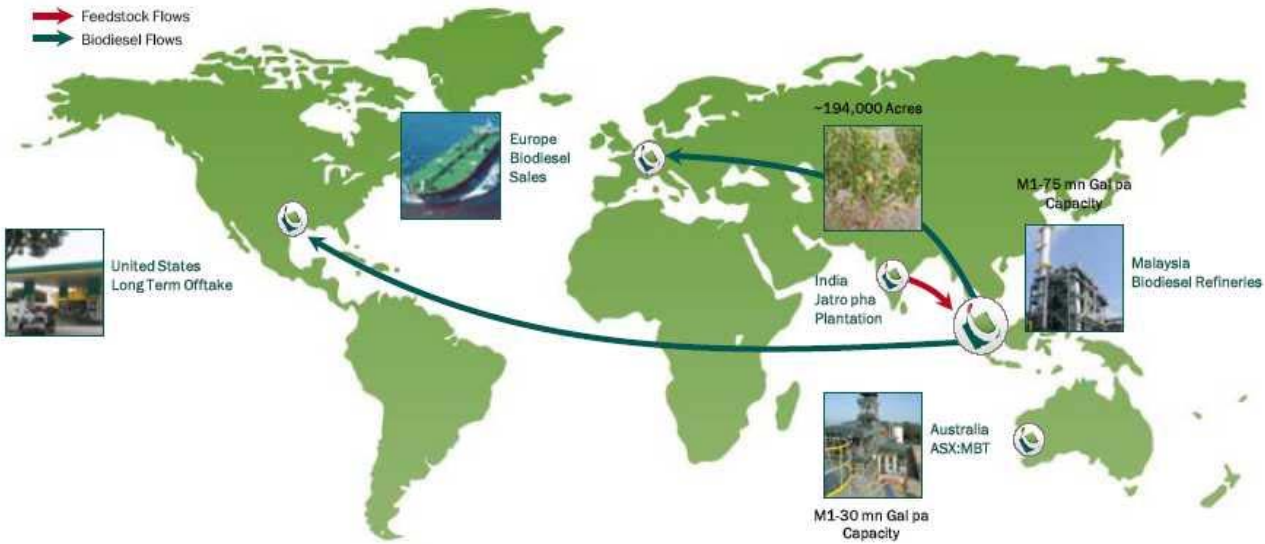 Feedstock Flows
Biodiesel Flows
~194,000 Acres
Europe
Biodiesel
Sales
M1-75 mn Gal pa
Capacity
United States
Long Term Offtake
India
Jatro pha
Plantation
Malaysia
Biodiesel Refineries
Australia
ASX:MBT
M1-30 mn Gal pa
Capacity